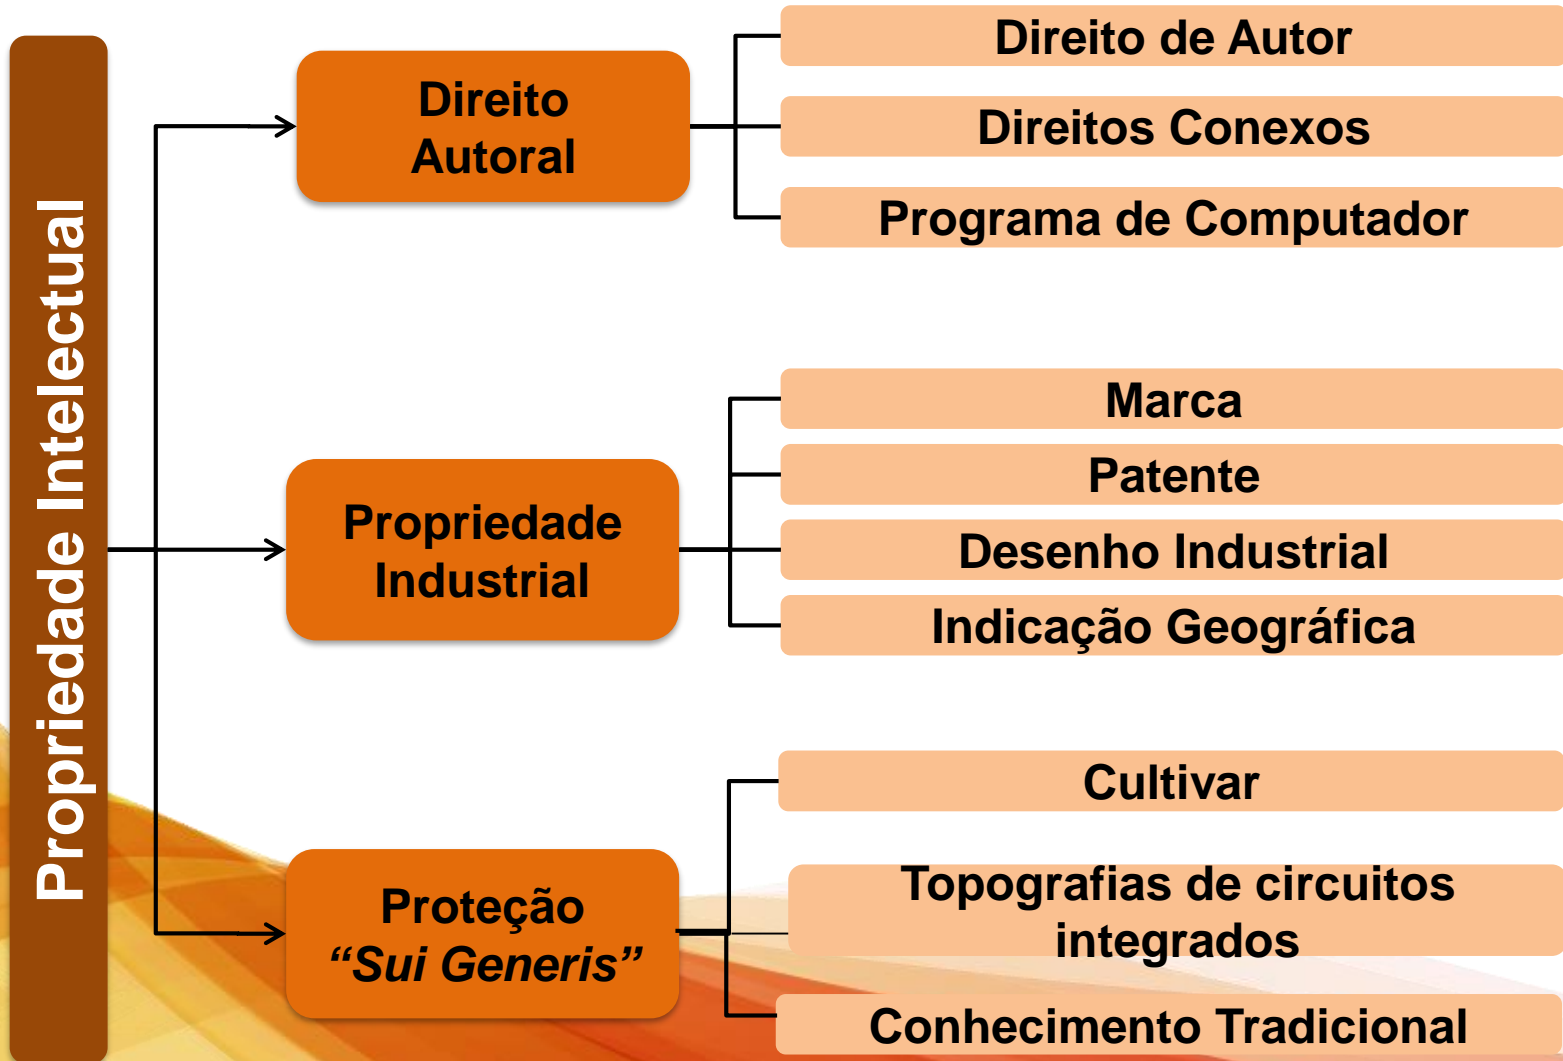 Propriedade Intelectual
Direito
Autoral
Direito de Autor
Direitos Conexos
Programa de Computador
Propriedade
Industrial
Marca
Patente
Desenho Industrial
Indicação Geográfica
Proteção
“Sui Generis”
Cultivar
Topografias de circuitos
integrados
Conhecimento Tradicional